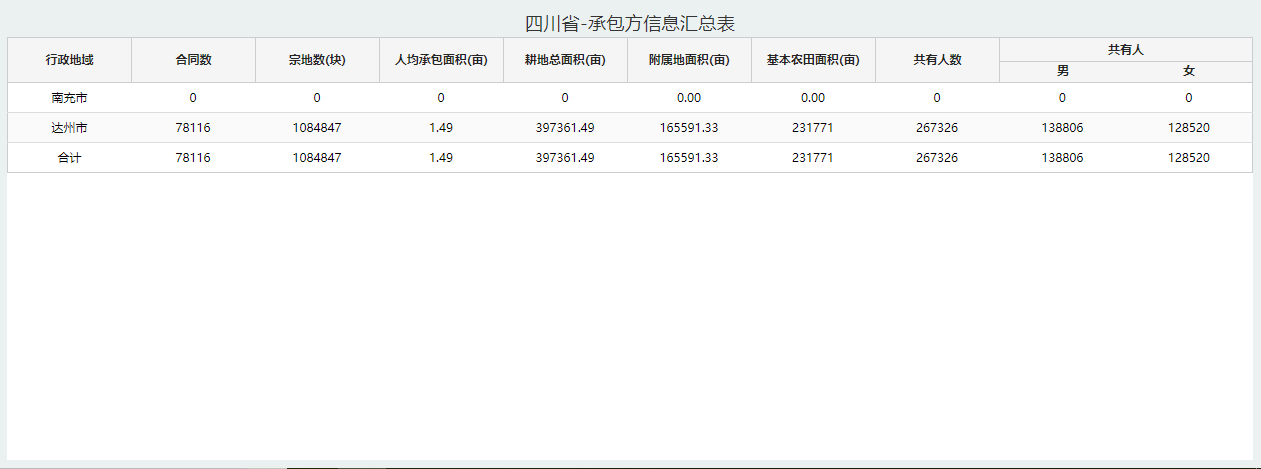 四川省-承包方信息汇总表
行政地域 合同数 宗地数(块) 人均承包面积(亩) 耕地总面积(亩) 附属地面积(亩) 基本农田面积(亩) 共有人数 共有人
男 女
南充市 0 0 0 0 0.00 0.00 0 0 0
达州市 78116 1084847 1.49 397361.49 165591.33 231771 267326 138806 128520
合计 78116 1084847 1.49 397361.49 165591.33 231771 267326 138806 128520